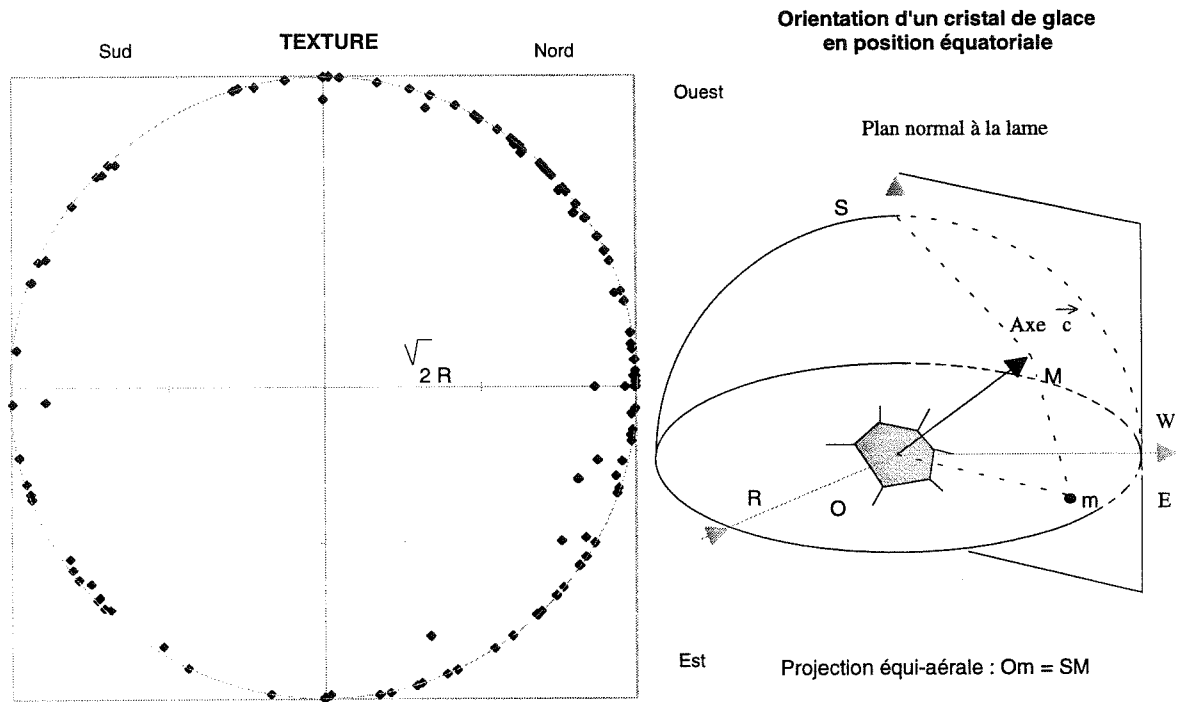 TEXTURE
Sud
Nord
Ouest
Est
√2 R
Orientation d'un cristal de glace
en position équatoriale
Plan normal à la lame
S
Axe c
M
W
E
R
O
m
Projection équi-aérale : Om = SM